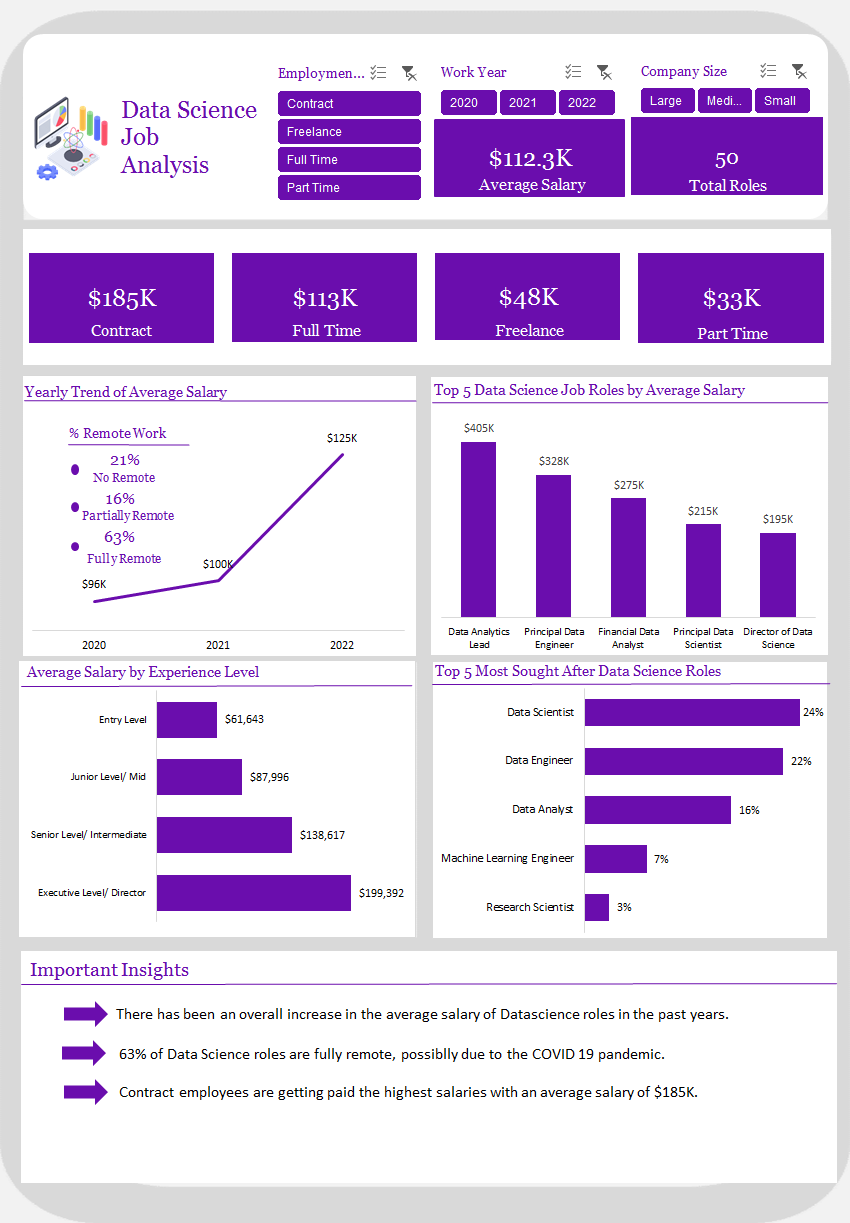 Data Science
Job
Analysis
Employmen...
Contract
Freelance
Full Time
Part Time
Work Year
2020 2021 2022
$112.3K
Average Salary
Company Size
Large Medi... Small
50
Total Roles
$185K
Contract
$113K
Full Time
$48K
Freelance
$33K
Part Time
Yearly Trend of Average Salary
% Remote Work
21%
No Remote
16%
Partially Remote
63%
Fully Remote
$96K
$100K
$125K
2020 2021 2022
Top 5 Data Science Job Roles by Average Salary
$405K
$328K
$275K
$215K
$195K
Data Analytics
Lead
Principal Data
Engineer
Financial Data
Analyst
Principal Data
Scientist
Director of Data
Science
Average Salary by Experience Level
Entry Level $61,643
Junior Level/ Mid $87,996
Senior Level/ Intermediate $138,617
Executive Level/ Director $199,392
Top 5 Most Sought After Data Science Roles
Data Scientist 24%
Data Engineer 22%
Data Analyst 16%
Machine Learning Engineer 7%
Research Scientist 3%
Important Insights
There has been an overall increase in the average salary of Datascience roles in the past years.
63% of Data Science roles are fully remote, possiblly due to the COVID 19 pandemic.
Contract employees are getting paid the highest salaries with an average salary of $185K.